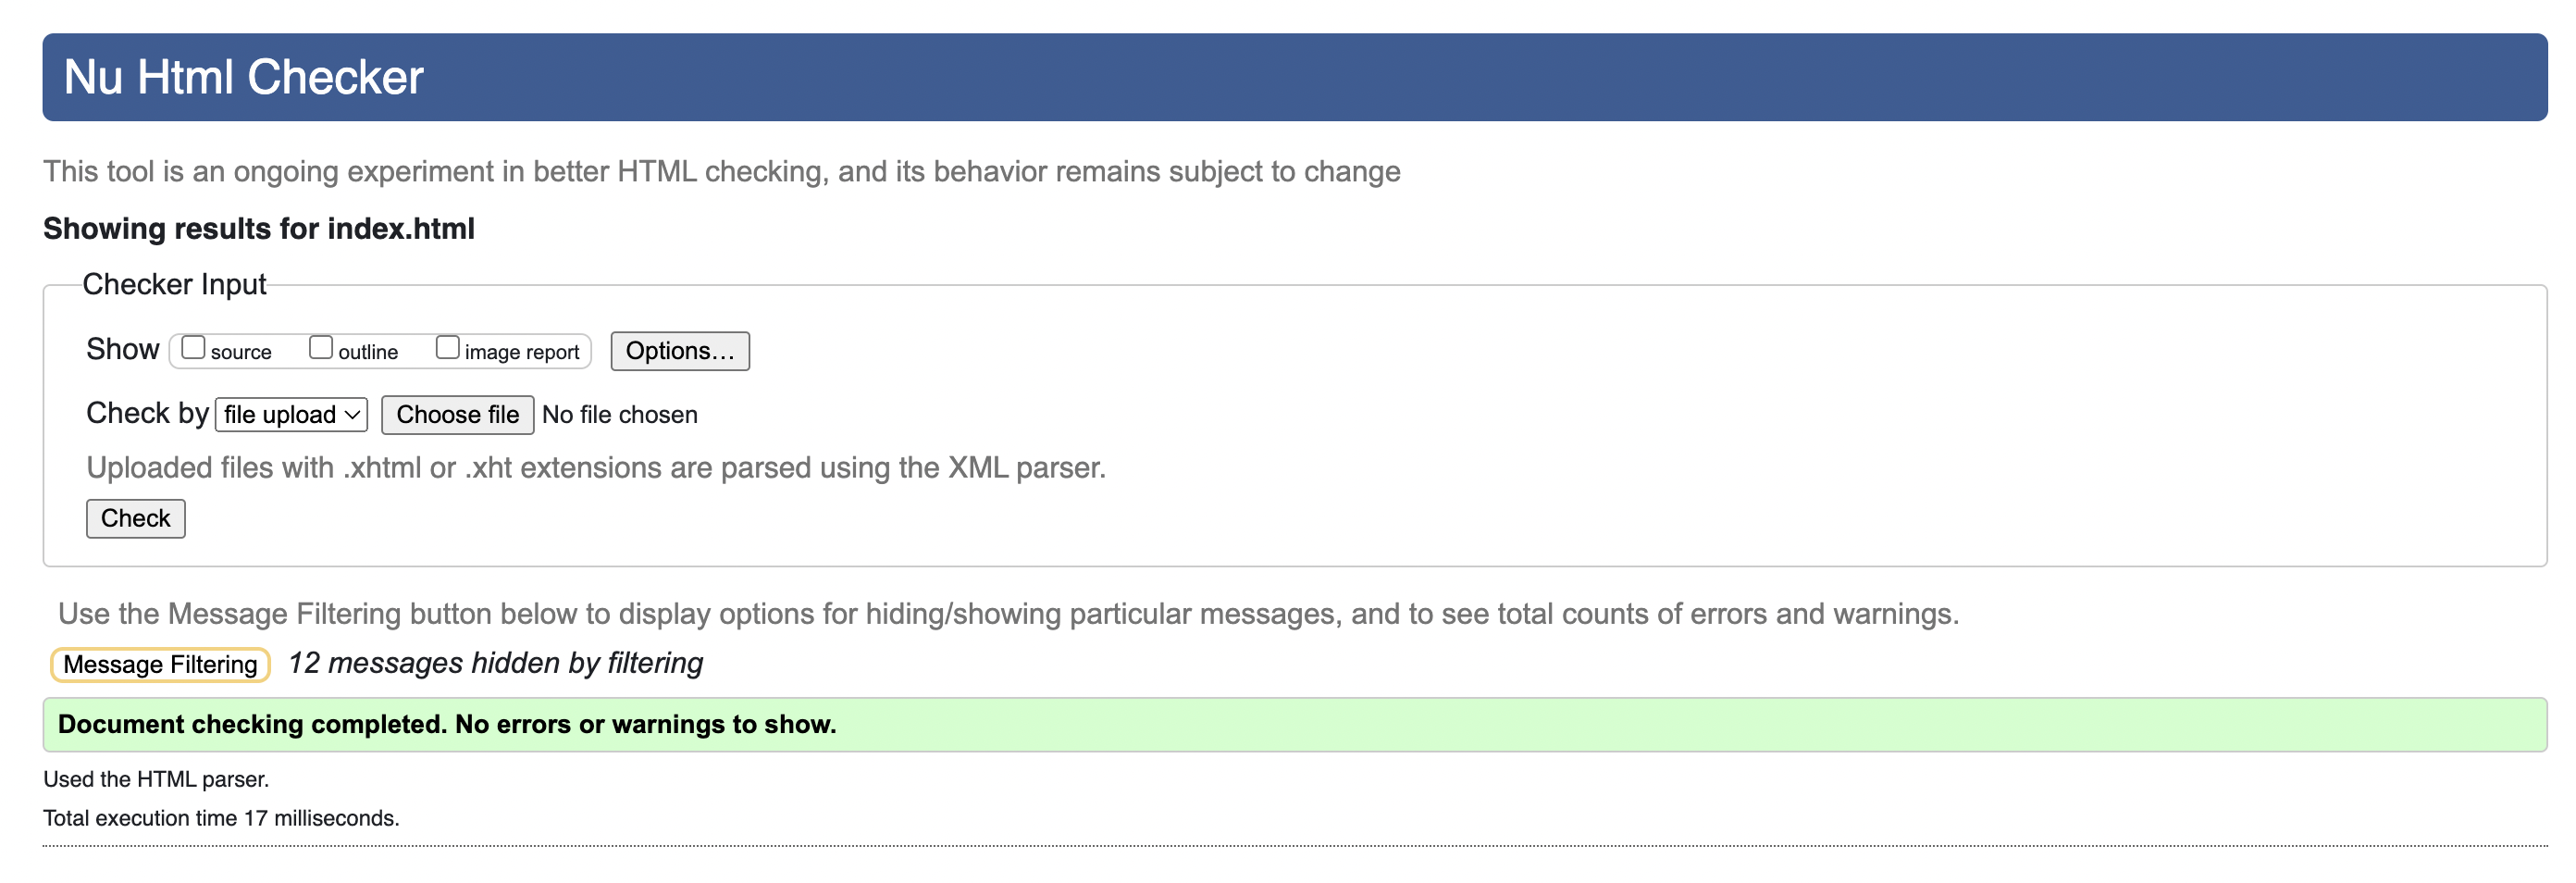 Nu Html Checker
This tool is an ongoing experiment in better HTML checking, and its behavior remains subject to change
Showing results for index.html
Checker Input
Show source outline image report Options…
Check by file upload Choose file No file chosen
Uploaded files with .xhtml or .xht extensions are parsed using the XML parser.
Check
Use the Message Filtering button below to display options for hiding/showing particular messages, and to see total counts of errors and warnings.
Message Filtering 12 messages hidden by filtering
Document checking completed. No errors or warnings to show.
Used the HTML parser.
Total execution time 17 milliseconds.